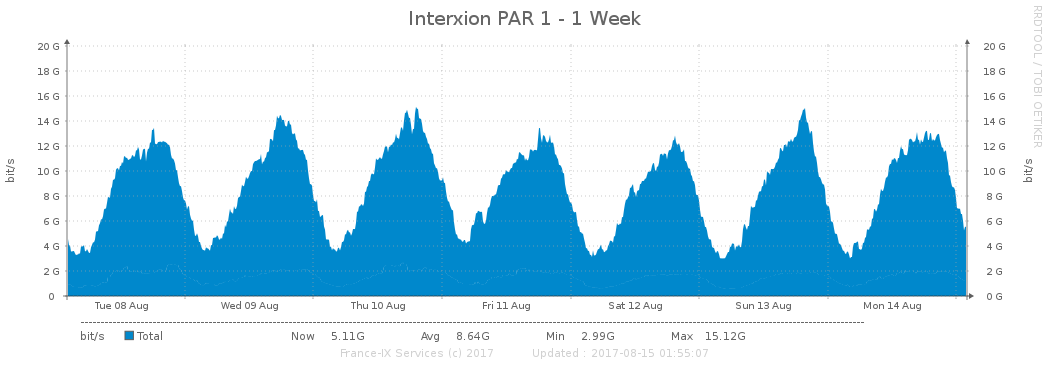 Interxion PAR 1 - 1 Week
RRDTOOL / TOBI OETIKER
20 G 20 G
18 G 18 G
16 G 16 G
14 G 14 G
12 G 12 G
10 G 10 G
8 G 8 G
6 G 6 G
4 G 4 G
2 G 2 G
0 0 G
bit/s bit/s
Tue 08 Aug Wed 09 Aug Thu 10 Aug Fri 11 Aug Sat 12 Aug Sun 13 Aug Mon 14 Aug
bit/s Total Now 5.11G Avg 8.64G Min 2.99G Max 15.12G
France-IX Services (c) 2017 Updated : 2017-08-15 01:55:07